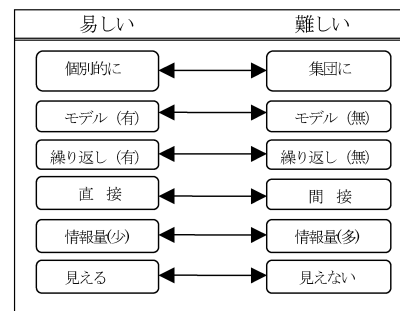 易しい 難しい
個別的に 集団に
モデル（有） モデル（無）
繰り返し（有） 繰り返し（無）
直 接 間 接
情報量(少) 情報量(多)
見える 見えない